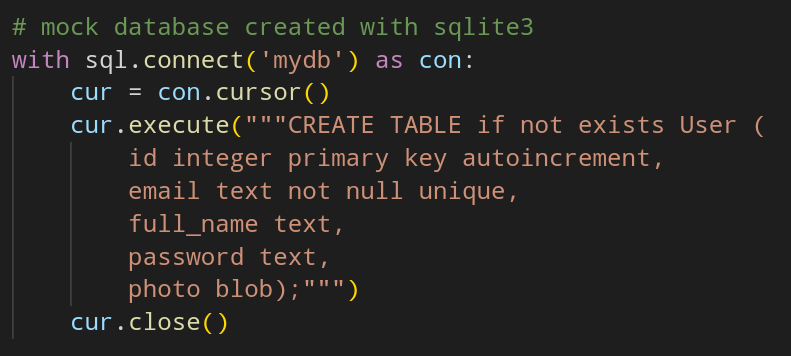 # mock database created with sqlite3
with sql.connect('mydb') as con:
    cur = con.cursor()
    cur.execute("""CREATE TABLE if not exists User (
        id integer primary key autoincrement,
        email text not null unique,
        full_name text,
        password text,
        photo blob);""")
    cur.close()